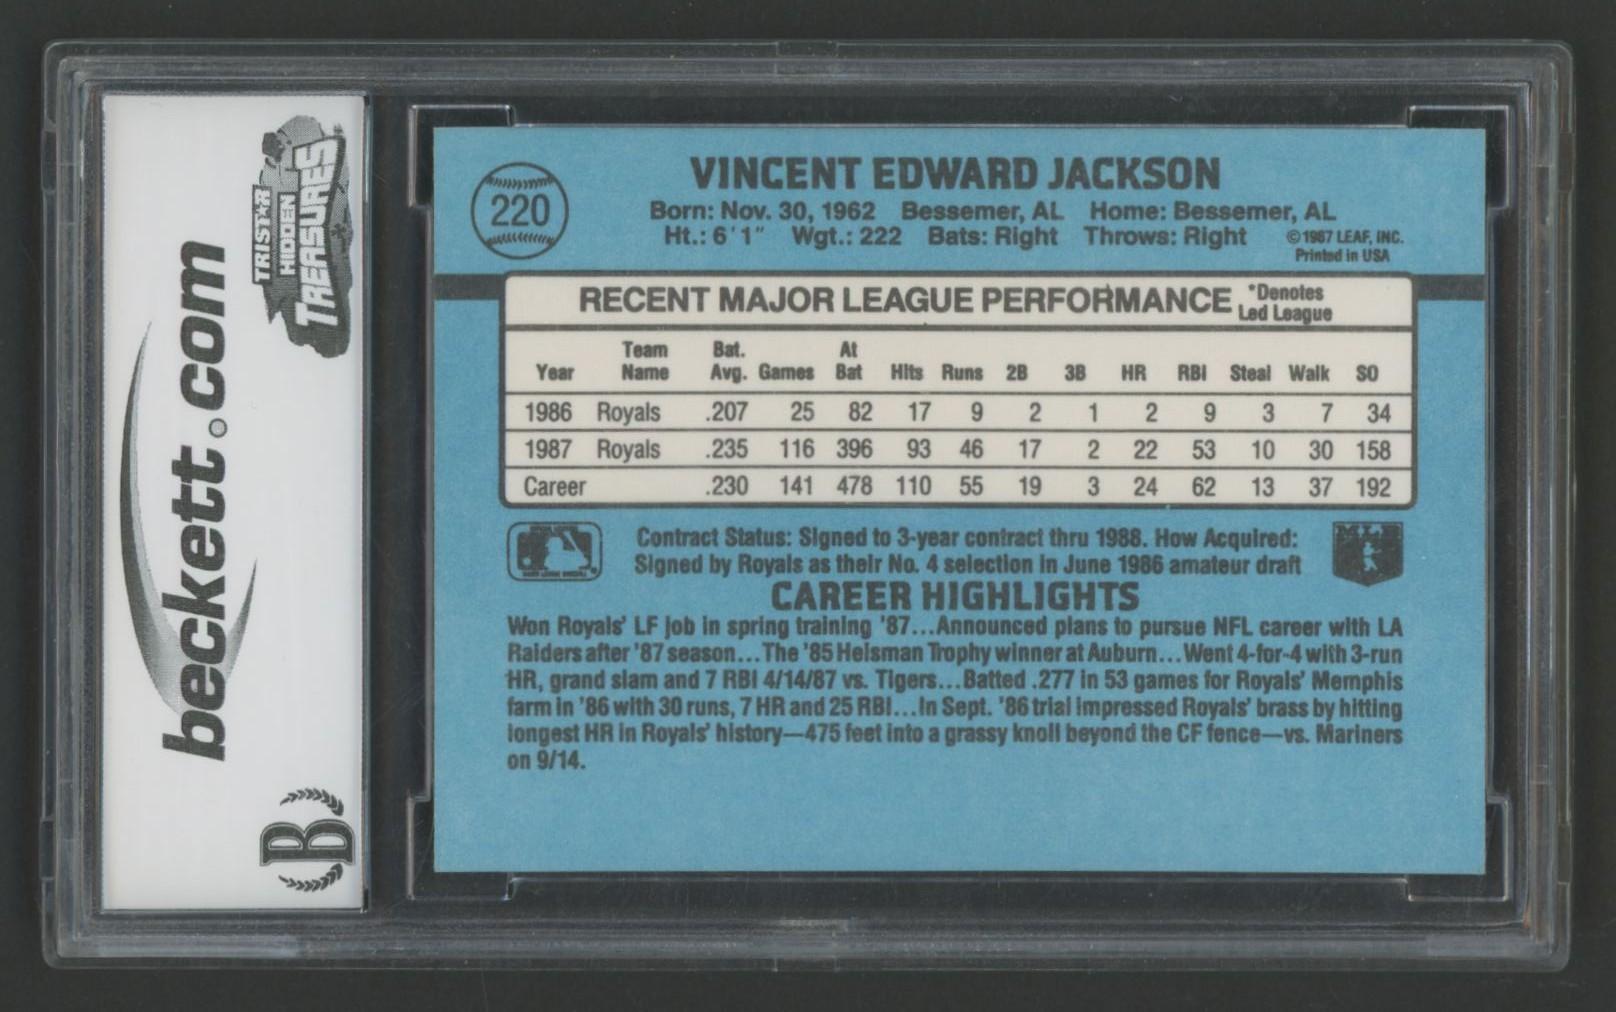 TRISTAR
HIDDEN
TREASURES
beckett.com
B
220
VINCENT EDWARD JACKSON
Born: Nov. 30, 1962 Bessemer, AL Home: Bessemer, AL
Ht.: 6'1" Wgt.: 222 Bats: Right Throws: Right
©1987 LEAF, INC.
Printed in USA
RECENT MAJOR LEAGUE PERFORMANCE *Denotes Led League
Year Team Name Bat. Avg. Games At Bat Hits Runs 2B 3B HR RBI Steal Walk SO
1986 Royals .207 25 82 17 9 2 1 2 9 3 7 34
1987 Royals .235 116 396 93 46 17 2 22 53 10 30 158
Career .230 141 478 110 55 19 3 24 62 13 37 192
Contract Status: Signed to 3-year contract thru 1988. How Acquired:
Signed by Royals as their No. 4 selection in June 1986 amateur draft
MLB
CAREER HIGHLIGHTS
Won Royals' LF job in spring training '87...Announced plans to pursue NFL career with LA
Raiders after '87 season...The '85 Heisman Trophy winner at Auburn...Went 4-for-4 with 3-run
HR, grand slam and 7 RBI 4/14/87 vs. Tigers...Batted .277 in 53 games for Royals' Memphis
farm in '86 with 30 runs, 7 HR and 25 RBI...In Sept. '86 trial impressed Royals' brass by hitting
longest HR in Royals' history—475 feet into a grassy knoll beyond the CF fence—vs. Mariners
on 9/14.